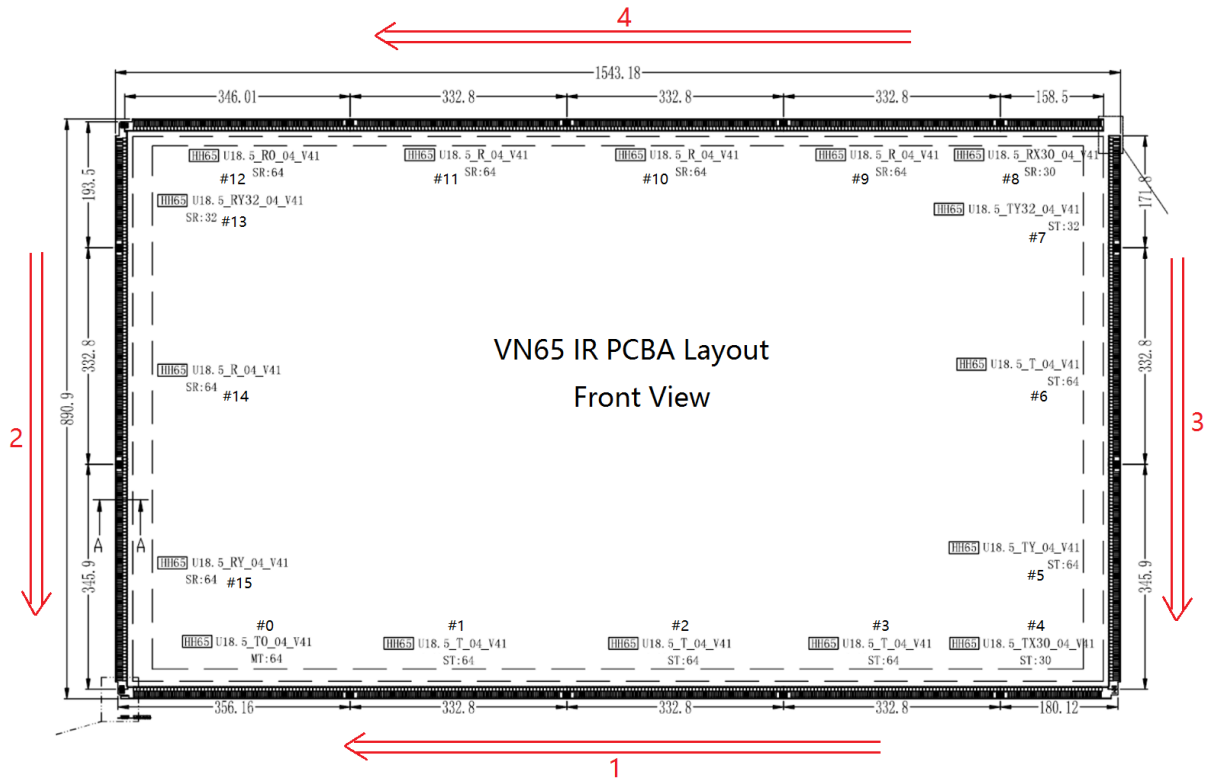 4
1543.18
346.01 332.8 332.8 332.8 158.5
HH65 U18.5_R0_04_V41 HH65 U18.5_R_04_V41 HH65 U18.5_R_04_V41 HH65 U18.5_R_04_V41 HH65 U18.5_RX30_04_V41
#12 SR:64 #11 SR:64 #10 SR:64 #9 SR:64 #8 SR:30
193.5 171.8
HH65 U18.5_RY32_04_V41 HH65 U18.5_TY32_04_V41
SR:32 #13 ST:32
#7
VN65 IR PCBA Layout
Front View
332.8 332.8
HH65 U18.5_R_04_V41 HH65 U18.5_T_04_V41
SR:64 ST:64
#14 #6
890.9
2 3
A A
345.9 345.9
HH65 U18.5_RY_04_V41 HH65 U18.5_TY_04_V41
SR:64 #15 ST:64
#5
#0 #1 #2 #3 #4
HH65 U18.5_T0_04_V41 HH65 U18.5_T_04_V41 HH65 U18.5_T_04_V41 HH65 U18.5_T_04_V41 HH65 U18.5_TX30_04_V41
MT:64 ST:64 ST:64 ST:64 ST:30
356.16 332.8 332.8 332.8 180.12
1